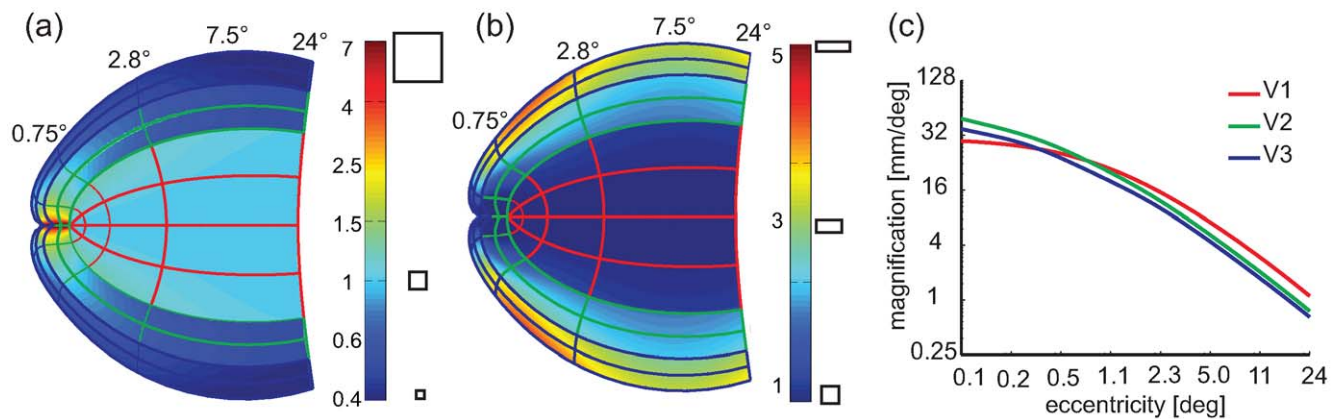 (a)
0.75°
2.8°
7.5°
24°
7
4
2.5
1.5
1
0.6
0.4
(b)
0.75°
2.8°
7.5°
24°
5
3
1
(c)
magnification [mm/deg]
128
32
16
4
1
0.25
0.1 0.2 0.5 1.1 2.3 5.0 11 24
eccentricity [deg]
V1
V2
V3